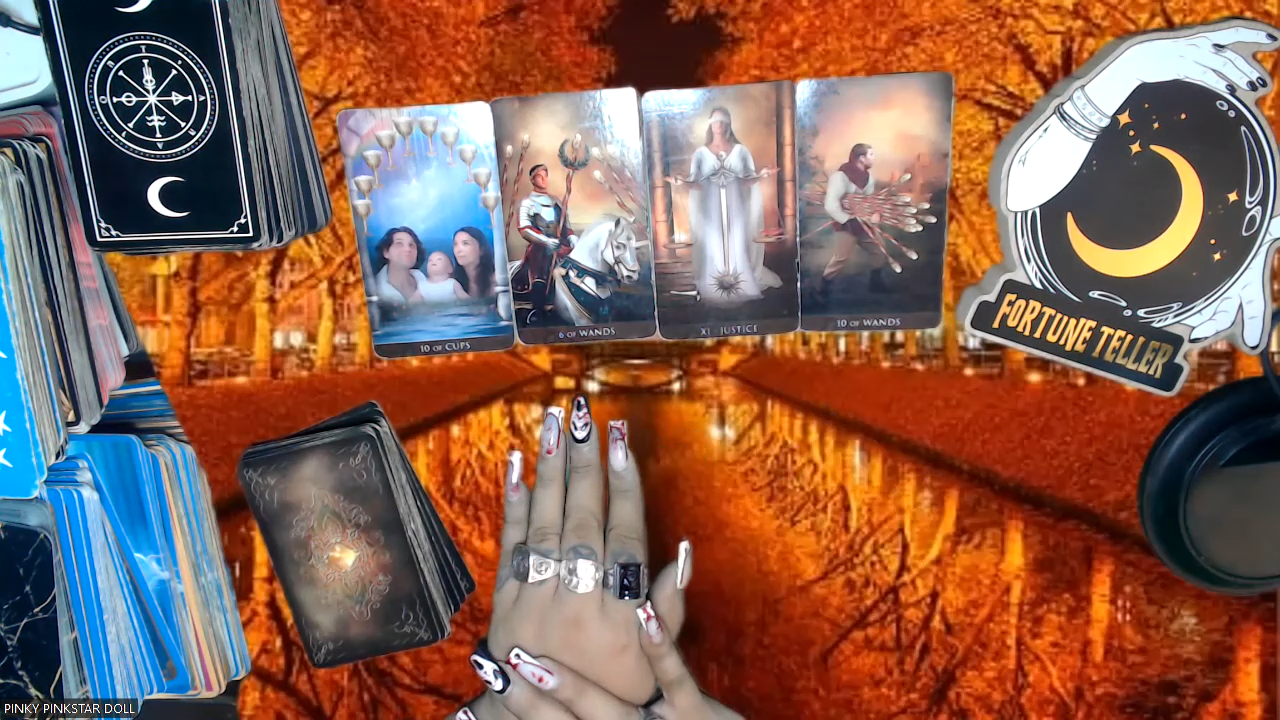 10 OF CUPS
6 OF WANDS
XI JUSTICE
10 OF WANDS
FORTUNE TELLER
PINKY PINKSTAR DOLL